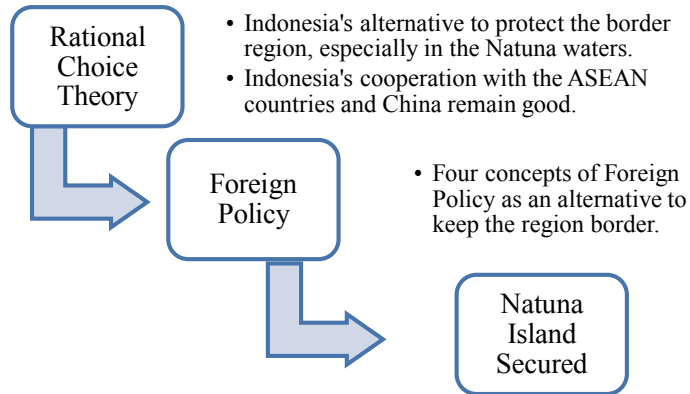 Rational
Choice
Theory
• Indonesia's alternative to protect the border
region, especially in the Natuna waters.
• Indonesia's cooperation with the ASEAN
countries and China remain good.
Foreign
Policy
• Four concepts of Foreign
Policy as an alternative to
keep the region border.
Natuna
Island
Secured